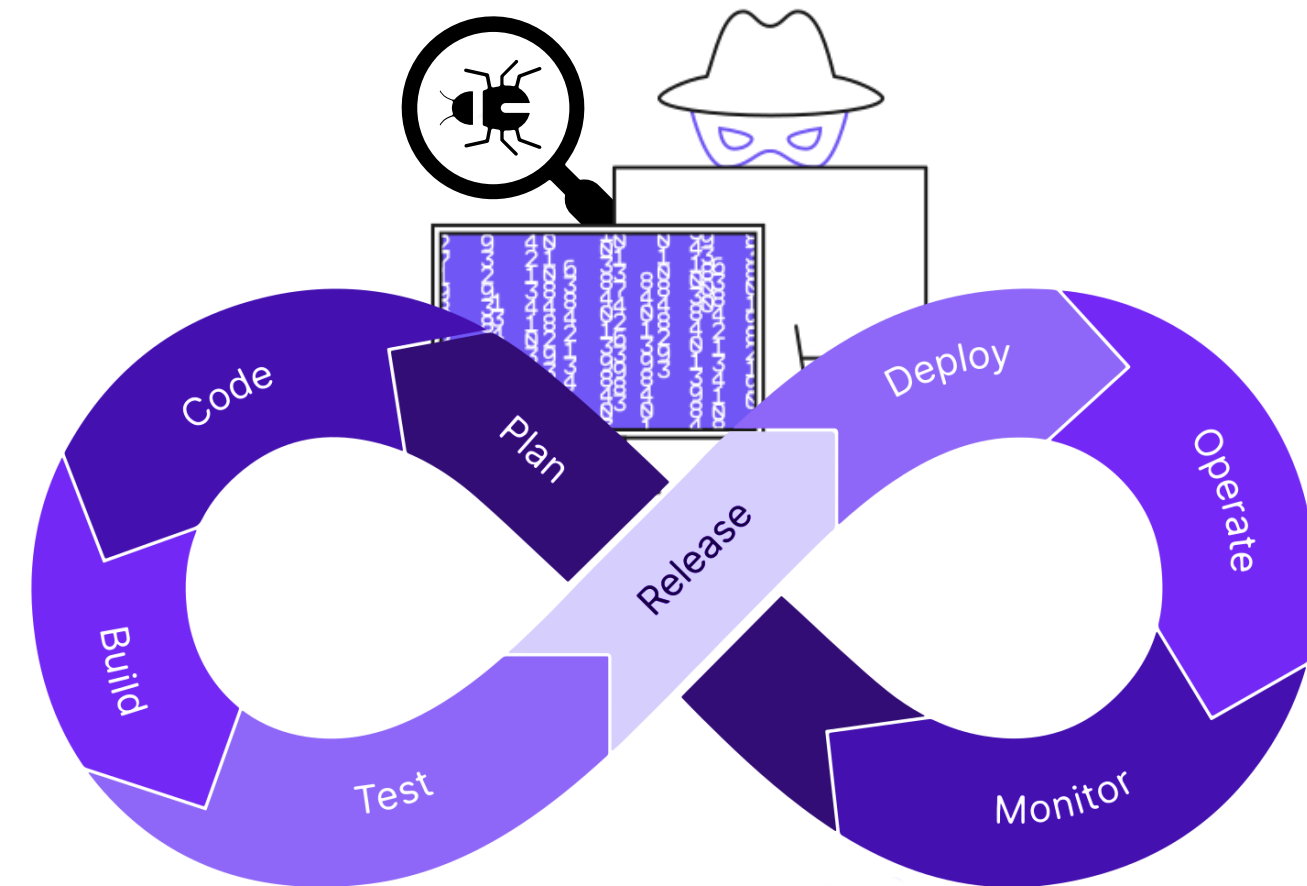 Plan
Code
Build
Test
Release
Deploy
Operate
Monitor